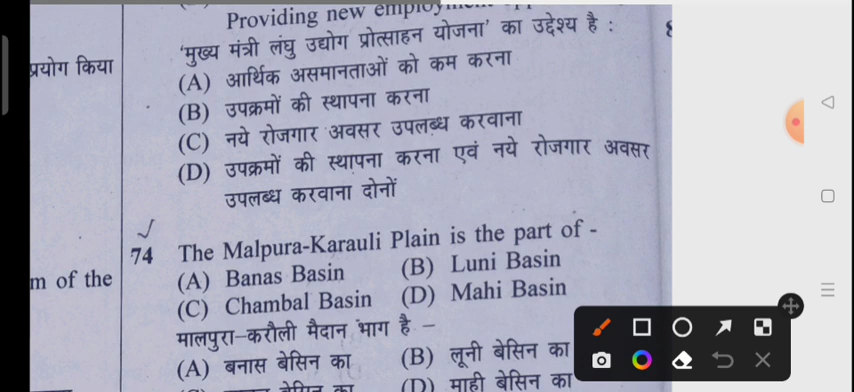 Providing new
प्रयोग किया
'मुख्य मंत्री लघु उद्योग प्रोत्साहन योजना' का उद्देश्य है :
(A) आर्थिक असमानताओं को कम करना
(B) उपक्रमों की स्थापना करना
(C) नये रोजगार अवसर उपलब्ध करवाना
(D) उपक्रमों की स्थापना करना एवं नये रोजगार अवसर
उपलब्ध करवाना दोनों
74 The Malpura-Karauli Plain is the part of -
m of the
(A) Banas Basin (B) Luni Basin
(C) Chambal Basin (D) Mahi Basin
मालपुरा-करौली मैदान भाग है –
(A) बनास बेसिन का (B) लूनी बेसिन का
बेसिन का (D) माही बेसिन का